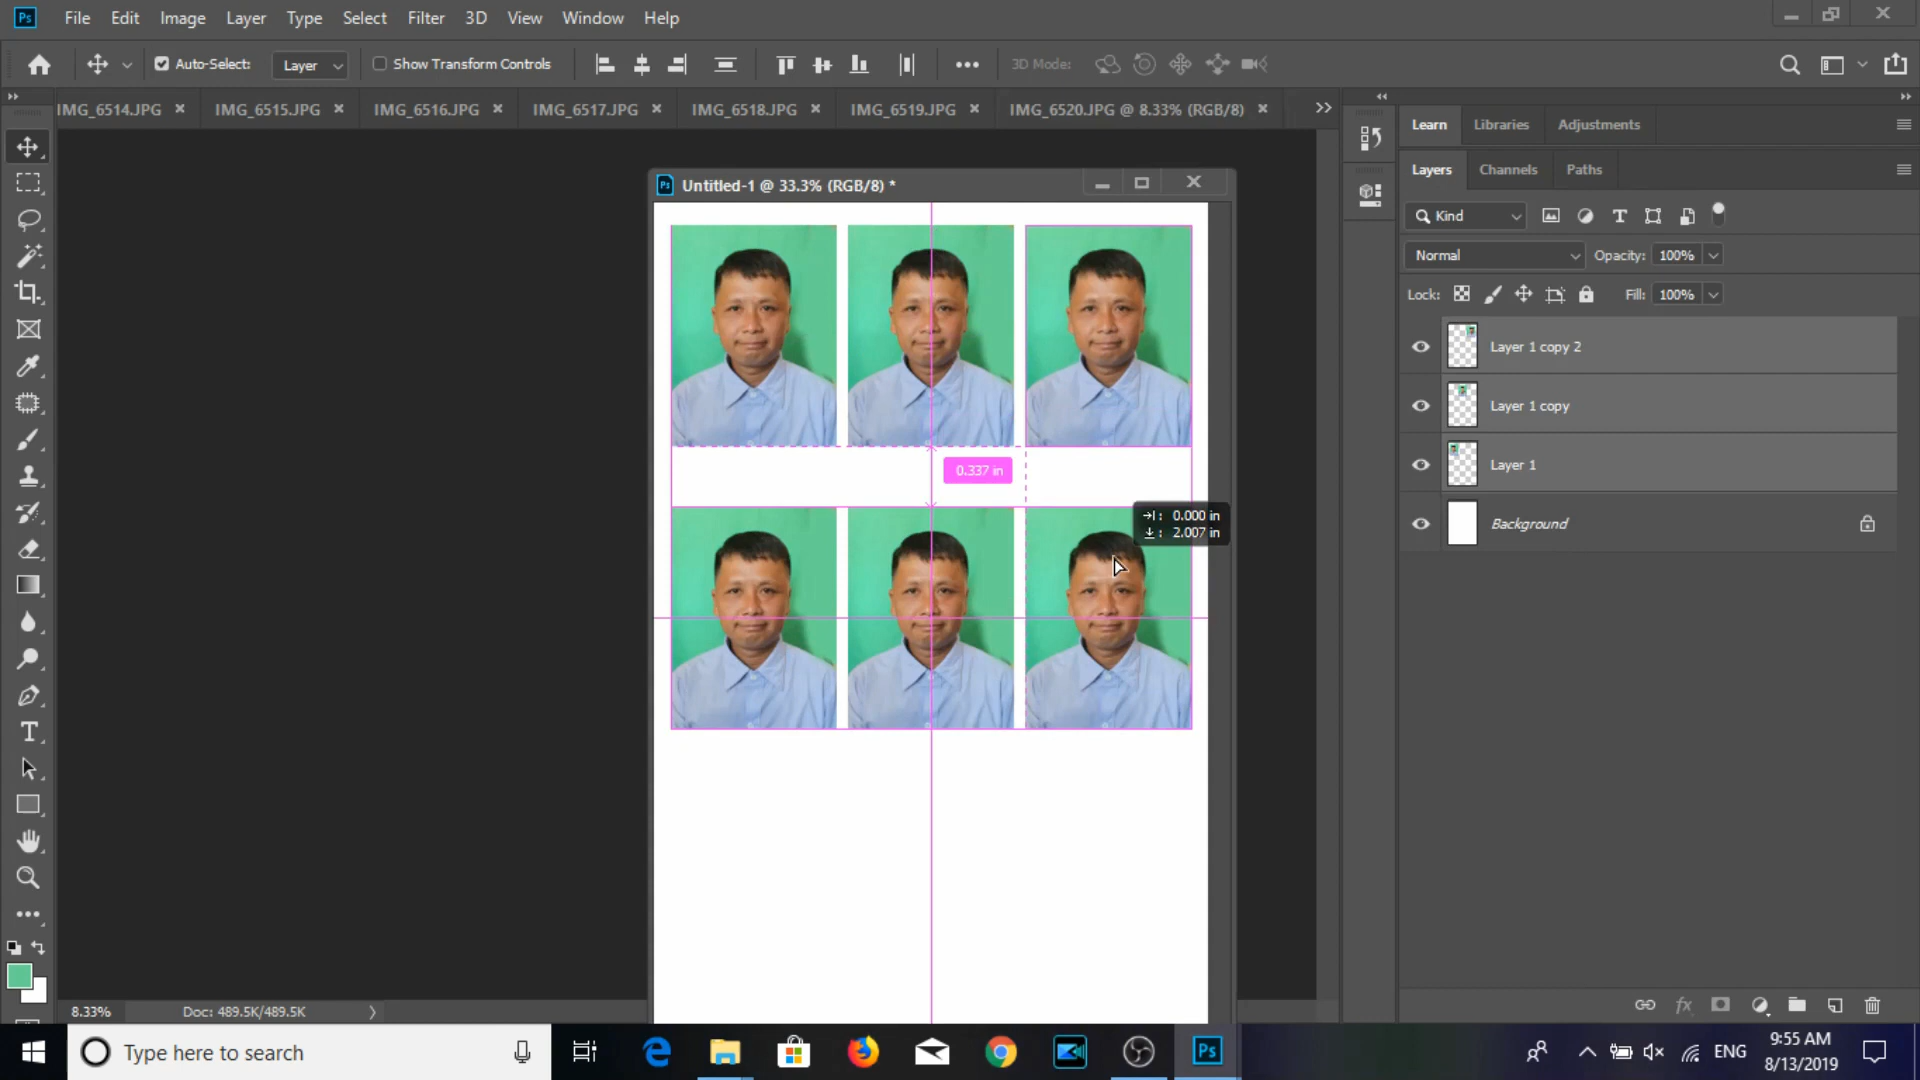 Ps File Edit Image Layer Type Select Filter 3D View Window Help
Auto-Select: Layer Show Transform Controls 3D Mode:
IMG_6514.JPG IMG_6515.JPG IMG_6516.JPG IMG_6517.JPG IMG_6518.JPG IMG_6519.JPG IMG_6520.JPG @ 8.33% (RGB/8)
Learn Libraries Adjustments
Layers Channels Paths
Ps Untitled-1 @ 33.3% (RGB/8) *
Kind
Normal Opacity: 100%
Lock: Fill: 100%
Layer 1 copy 2
Layer 1 copy
Layer 1
Background
0.337 in
0.000 in
2.007 in
8.33% Doc: 489.5K/489.5K
Type here to search
Ps
ENG
9:55 AM
8/13/2019